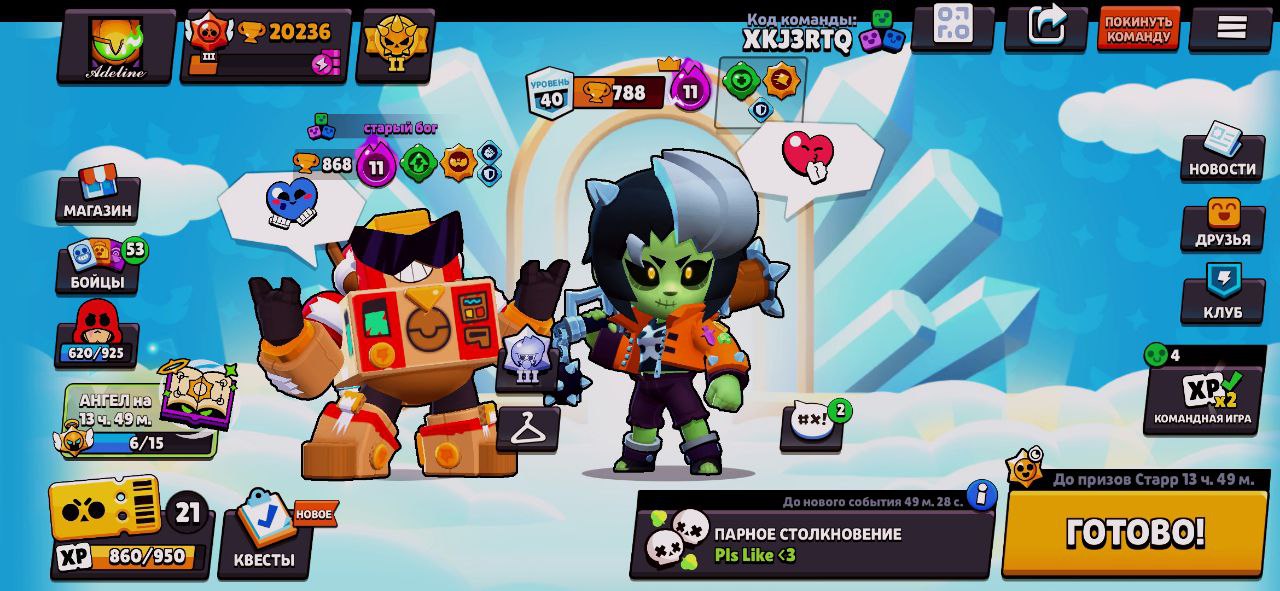 Adeline
III
20236
II
Код команды:
XKJ3RTQ
ПОКИНУТЬ
КОМАНДУ
УРОВЕНЬ
40
788
11
старый бог
868
11
МАГАЗИН
53
БОЙЦЫ
620/925
АНГЕЛ на
13 ч. 49 м.
6/15
21
XP
860/950
НОВОЕ
КВЕСТЫ
III
#×!
2
НОВОСТИ
ДРУЗЬЯ
КЛУБ
4
XP
x2
КОМАНДНАЯ ИГРА
До нового события 49 м. 28 с.
i
ПАРНОЕ СТОЛКНОВЕНИЕ
Pls Like <3
До призов Старр 13 ч. 49 м.
ГОТОВО!